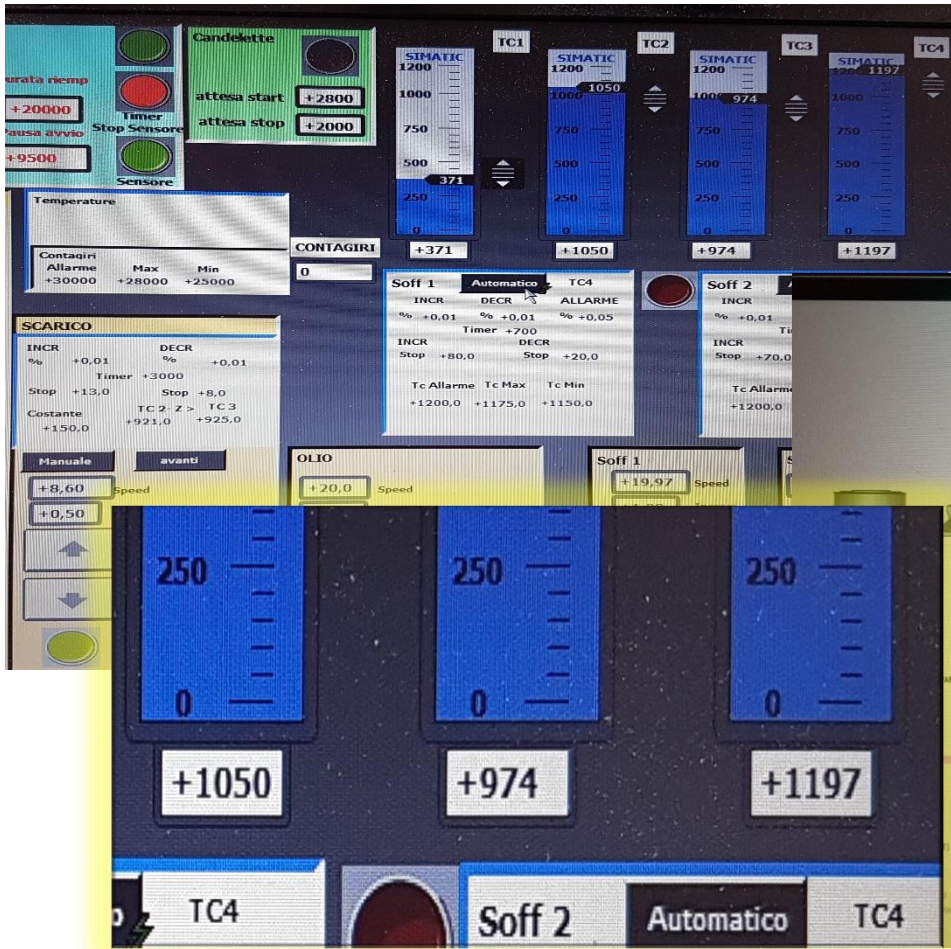 Candelette
attesa start +2800
attesa stop +2000
urata riemp
+20000
Pausa avvio
+9500
Timer
Stop Sensore
Sensore
TC1
TC2
TC3
TC4
SIMATIC
1200
1000
750
500
371
250
0
+371
SIMATIC
1200
1000
1050
750
500
250
0
+1050
SIMATIC
1200
1000
974
750
500
250
0
+974
SIMATIC
1200
1197
1000
750
500
250
0
+1197
Temperature
Contagiri
Allarme Max Min
+30000 +28000 +25000
CONTAGIRI
0
Soff 1 Automatico TC4
INCR DECR ALLARME
% +0,01 % +0,01 % +0,05
Timer +700
INCR DECR
Stop +80,0 Stop +20,0
Tc Allarme Tc Max Tc Min
+1200,0 +1175,0 +1150,0
Soff 2
INCR
% +0,01
INCR
Stop +70,0
Tc Allarme
+1200,0
SCARICO
INCR DECR
% +0,01 % +0,01
Timer +3000
Stop +13,0 Stop +8,0
Costante TC 2- Z > TC 3
+150,0 +921,0 +925,0
Manuale avanti
+8,60 Speed
+0,50
OLIO
+20,0 Speed
Soff 1
+19,97 Speed
250
250
250
0
0
0
+1050
+974
+1197
TC4
Soff 2 Automatico TC4